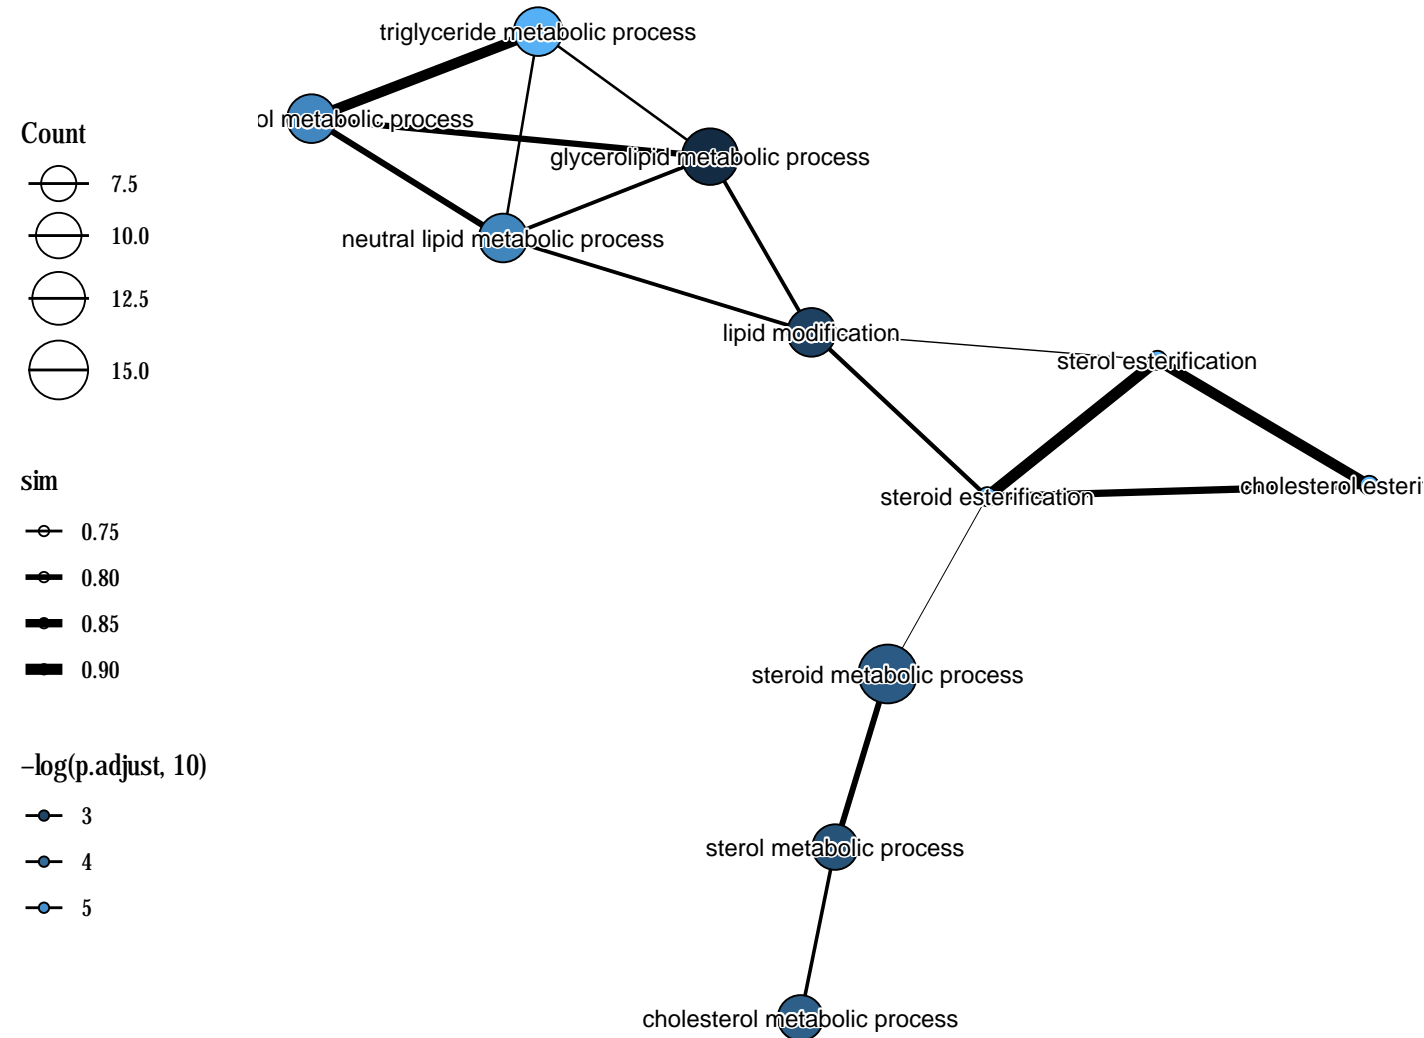 triglyceride metabolic process
ol metabolic process
glycerolipid metabolic process
neutral lipid metabolic process
lipid modification
sterol esterification
cholesterol esterif
steroid esterification
steroid metabolic process
sterol metabolic process
cholesterol metabolic process
Count
7.5
10.0
12.5
15.0
sim
0.75
0.80
0.85
0.90
–log(p.adjust, 10)
3
4
5